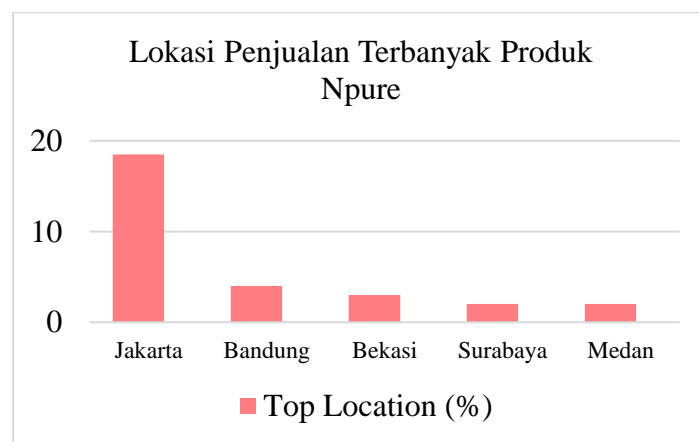 Lokasi Penjualan Terbanyak Produk
Npure
20
10
0
Jakarta Bandung Bekasi Surabaya Medan
Top Location (%)